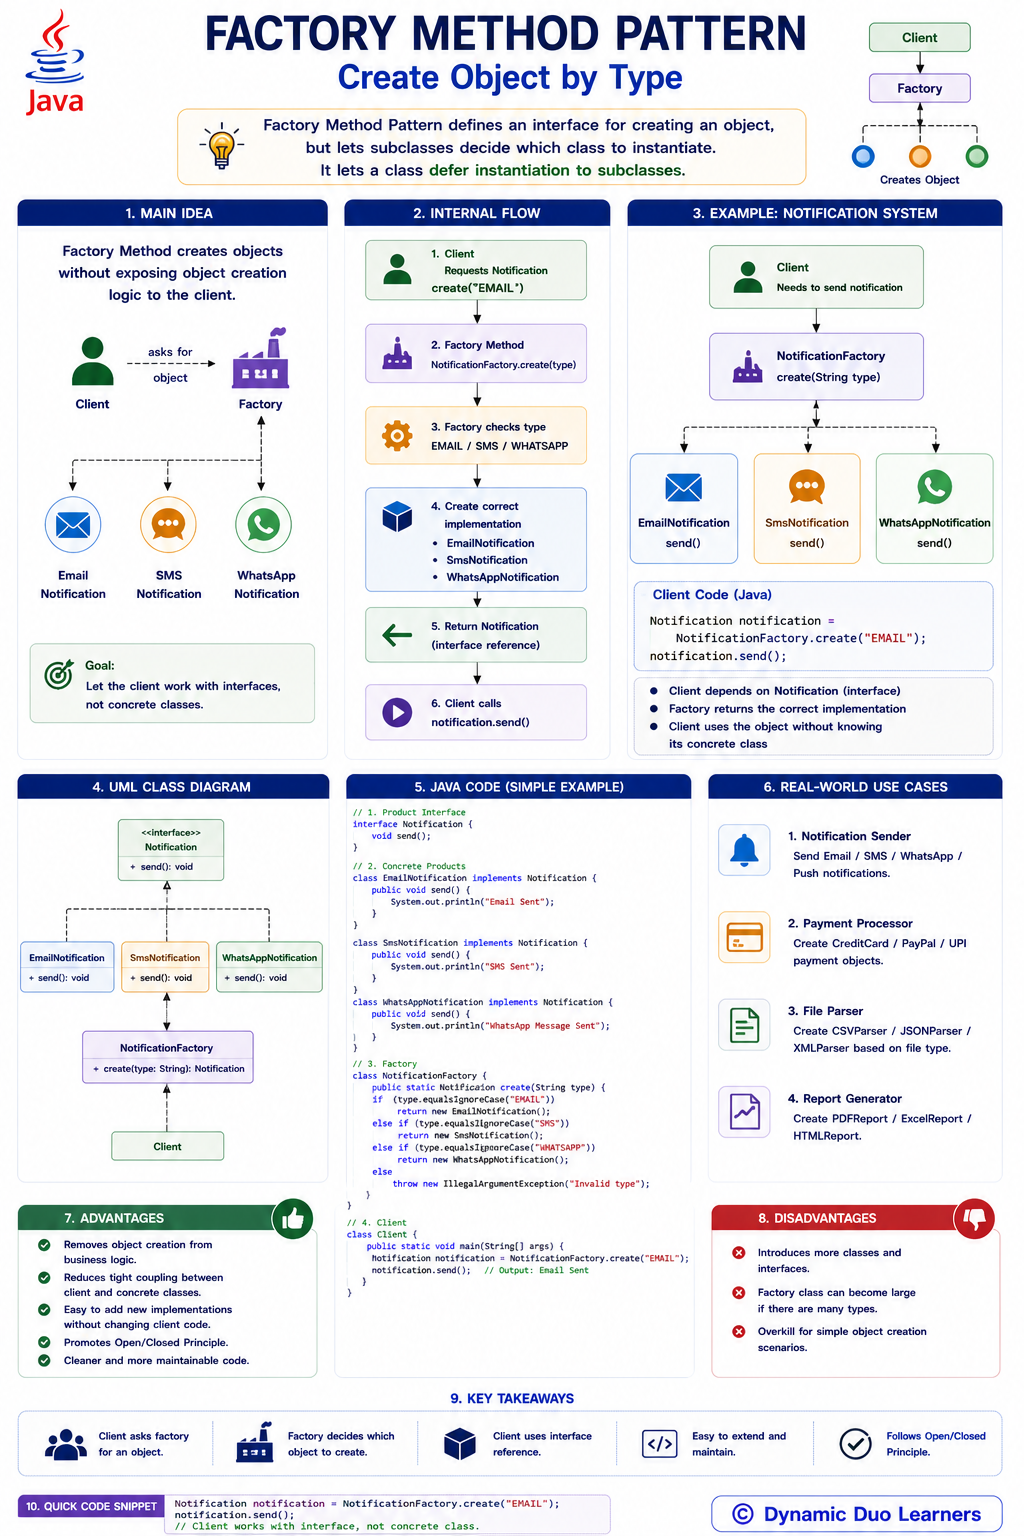 Java
FACTORY METHOD PATTERN
Create Object by Type
Factory Method Pattern defines an interface for creating an object,
but lets subclasses decide which class to instantiate.
It lets a class defer instantiation to subclasses.
Client
Factory
Creates Object
1. MAIN IDEA
Factory Method creates objects
without exposing object creation
logic to the client.
asks for
object
Client
Factory
Email
Notification
SMS
Notification
WhatsApp
Notification
Goal:
Let the client work with interfaces,
not concrete classes.
2. INTERNAL FLOW
1. Client
Requests Notification
create("EMAIL")
2. Factory Method
NotificationFactory.create(type)
3. Factory checks type
EMAIL / SMS / WHATSAPP
4. Create correct
implementation
• EmailNotification
• SmsNotification
• WhatsAppNotification
5. Return Notification
(interface reference)
6. Client calls
notification.send()
3. EXAMPLE: NOTIFICATION SYSTEM
Client
Needs to send notification
NotificationFactory
create(String type)
EmailNotification
send()
SmsNotification
send()
WhatsAppNotification
send()
Client Code (Java)
Notification notification =
NotificationFactory.create("EMAIL");
notification.send();
● Client depends on Notification (interface)
● Factory returns the correct implementation
● Client uses the object without knowing
its concrete class
4. UML CLASS DIAGRAM
<<interface>>
Notification
+ send(): void
EmailNotification
+ send(): void
SmsNotification
+ send(): void
WhatsAppNotification
+ send(): void
NotificationFactory
+ create(type: String): Notification
Client
5. JAVA CODE (SIMPLE EXAMPLE)
// 1. Product Interface
interface Notification {
void send();
}
// 2. Concrete Products
class EmailNotification implements Notification {
public void send() {
System.out.println("Email Sent");
}
}
class SmsNotification implements Notification {
public void send() {
System.out.println("SMS Sent");
}
}
class WhatsAppNotification implements Notification {
public void send() {
System.out.println("WhatsApp Message Sent");
}
}
// 3. Factory
class NotificationFactory {
public static Notification create(String type) {
if (type.equalsIgnoreCase("EMAIL"))
return new EmailNotification();
else if (type.equalsIgnoreCase("SMS"))
return new SmsNotification();
else if (type.equalsIgnoreCase("WHATSAPP"))
return new WhatsAppNotification();
else
throw new IllegalArgumentException("Invalid type");
}
}
// 4. Client
class Client {
public static void main(String[] args) {
Notification notification = NotificationFactory.create("EMAIL");
notification.send(); // Output: Email Sent
}
}
6. REAL-WORLD USE CASES
1. Notification Sender
Send Email / SMS / WhatsApp /
Push notifications.
2. Payment Processor
Create CreditCard / PayPal / UPI
payment objects.
3. File Parser
Create CSVParser / JSONParser /
XMLParser based on file type.
4. Report Generator
Create PDFReport / ExcelReport /
HTMLReport.
7. ADVANTAGES
Removes object creation from
business logic.
Reduces tight coupling between
client and concrete classes.
Easy to add new implementations
without changing client code.
Promotes Open/Closed Principle.
Cleaner and more maintainable code.
8. DISADVANTAGES
Introduces more classes and
interfaces.
Factory class can become large
if there are many types.
Overkill for simple object creation
scenarios.
9. KEY TAKEAWAYS
Client asks factory
for an object.
Factory decides which
object to create.
Client uses interface
reference.
</>
Easy to extend and
maintain.
Follows Open/Closed
Principle.
10. QUICK CODE SNIPPET
Notification notification = NotificationFactory.create("EMAIL");
notification.send();
// Client works with interface, not concrete class.
© Dynamic Duo Learners